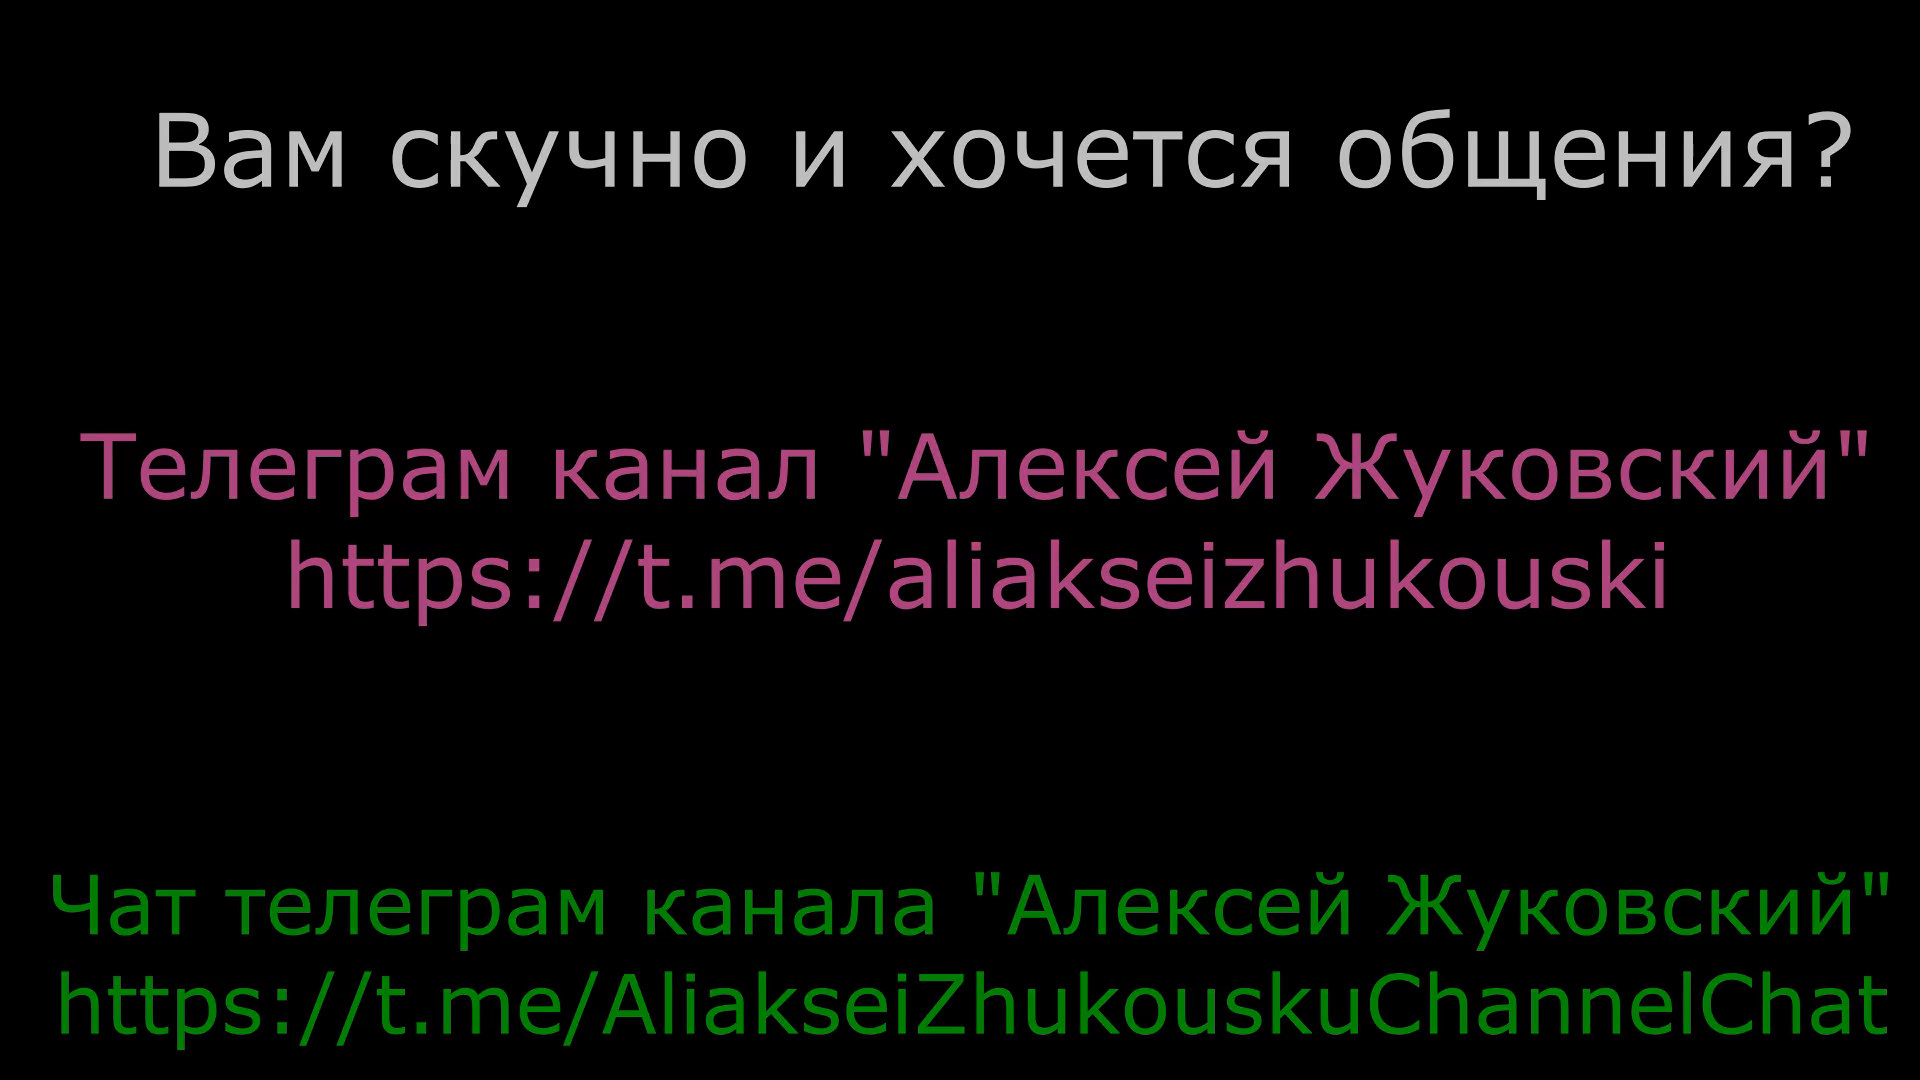 Вам скучно и хочется общения?
Телеграм канал "Алексей Жуковский"
https://t.me/aliakseizhukouski
Чат телеграм канала "Алексей Жуковский"
https://t.me/AliakseiZhukouskuChannelChat